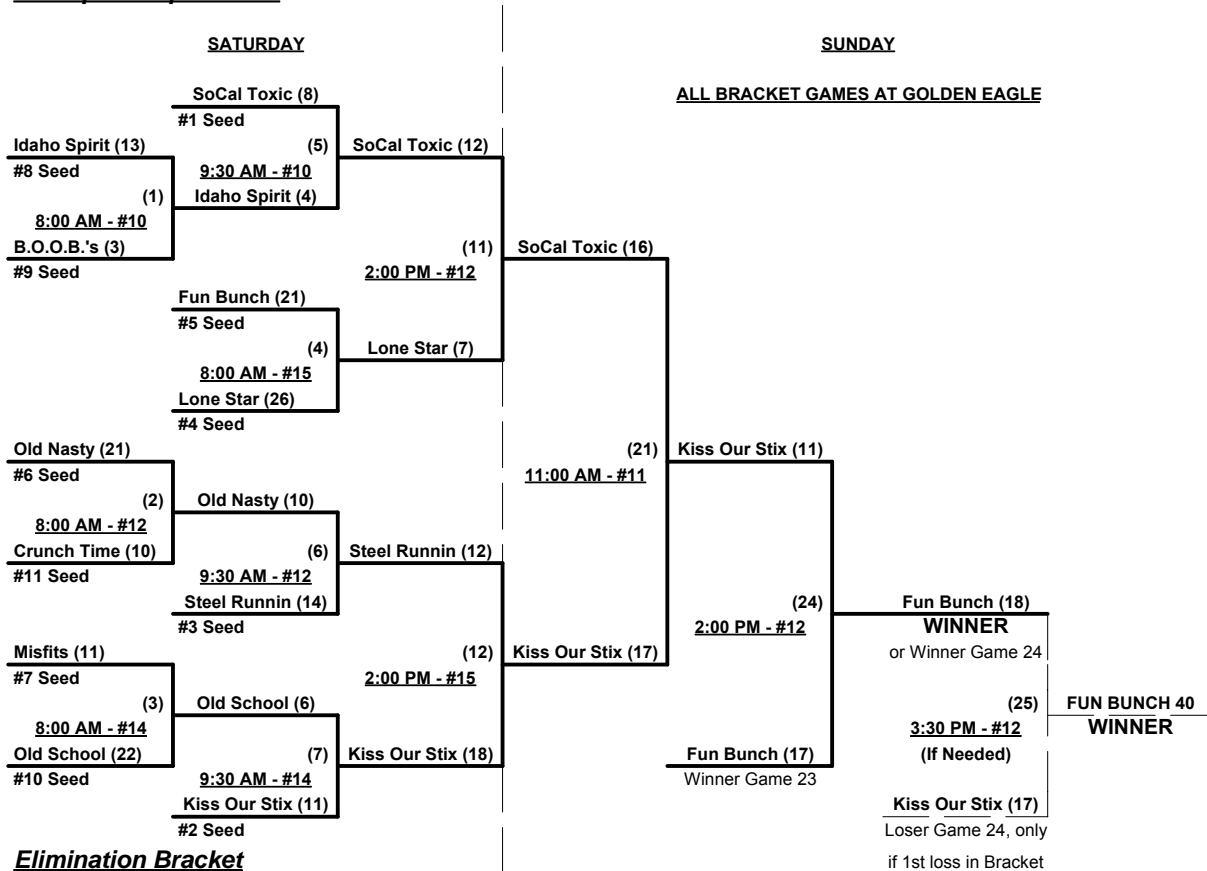 SATURDAY
SUNDAY
ALL BRACKET GAMES AT GOLDEN EAGLE
SoCal Toxic (8)
#1 Seed
Idaho Spirit (13)
(5)
SoCal Toxic (12)
#8 Seed
9:30 AM - #10
(1)
Idaho Spirit (4)
8:00 AM - #10
B.O.O.B.'s (3)
(11)
SoCal Toxic (16)
#9 Seed
2:00 PM - #12
Fun Bunch (21)
#5 Seed
(4)
Lone Star (7)
8:00 AM - #15
Lone Star (26)
#4 Seed
Old Nasty (21)
(21)
Kiss Our Stix (11)
#6 Seed
11:00 AM - #11
(2)
Old Nasty (10)
8:00 AM - #12
Crunch Time (10)
(6)
Steel Runnin (12)
#11 Seed
9:30 AM - #12
Steel Runnin (14)
(24)
Fun Bunch (18)
#3 Seed
2:00 PM - #12
WINNER
Misfits (11)
(12)
Kiss Our Stix (17)
or Winner Game 24
#7 Seed
2:00 PM - #15
(3)
Old School (6)
(25)
FUN BUNCH 40
8:00 AM - #14
3:30 PM - #12
WINNER
Old School (22)
(7)
Kiss Our Stix (18)
Fun Bunch (17)
(If Needed)
#10 Seed
9:30 AM - #14
Winner Game 23
Kiss Our Stix (11)
Kiss Our Stix (17)
#2 Seed
Loser Game 24, only
Elimination Bracket
if 1st loss in Bracket